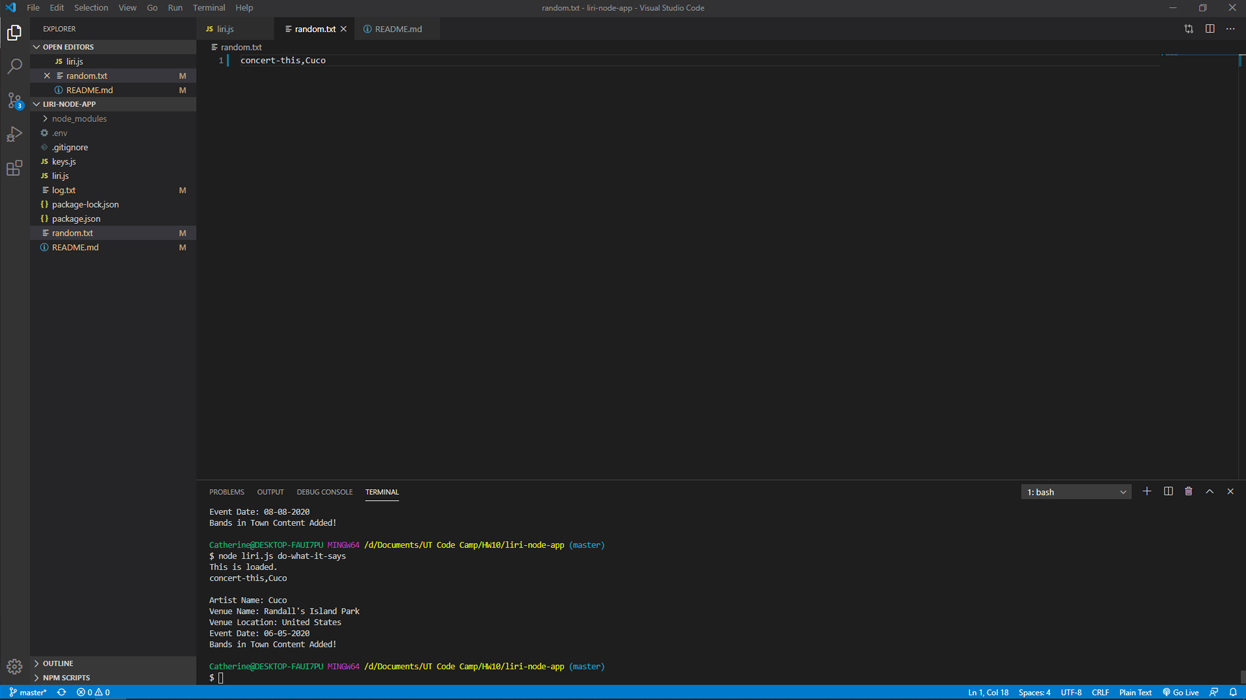 File Edit Selection View Go Run Terminal Help
random.txt - liri-node-app - Visual Studio Code
EXPLORER
OPEN EDITORS
JS liri.js
random.txt M
README.md M
LIRI-NODE-APP
node_modules
.env
.gitignore
JS keys.js
JS liri.js
log.txt M
{} package-lock.json
{} package.json
random.txt M
README.md M
OUTLINE
NPM SCRIPTS
3
JS liri.js random.txt README.md
random.txt
1 concert-this,Cuco
PROBLEMS OUTPUT DEBUG CONSOLE TERMINAL
1: bash
Event Date: 08-08-2020
Bands in Town Content Added!
Catherine@DESKTOP-FAUI7PU MINGW64 /d/Documents/UT Code Camp/HW10/liri-node-app (master)
$ node liri.js do-what-it-says
This is loaded.
concert-this,Cuco
Artist Name: Cuco
Venue Name: Randall's Island Park
Venue Location: United States
Event Date: 06-05-2020
Bands in Town Content Added!
Catherine@DESKTOP-FAUI7PU MINGW64 /d/Documents/UT Code Camp/HW10/liri-node-app (master)
$
master* 0 0
Ln 1, Col 18 Spaces: 4 UTF-8 CRLF Plain Text Go Live